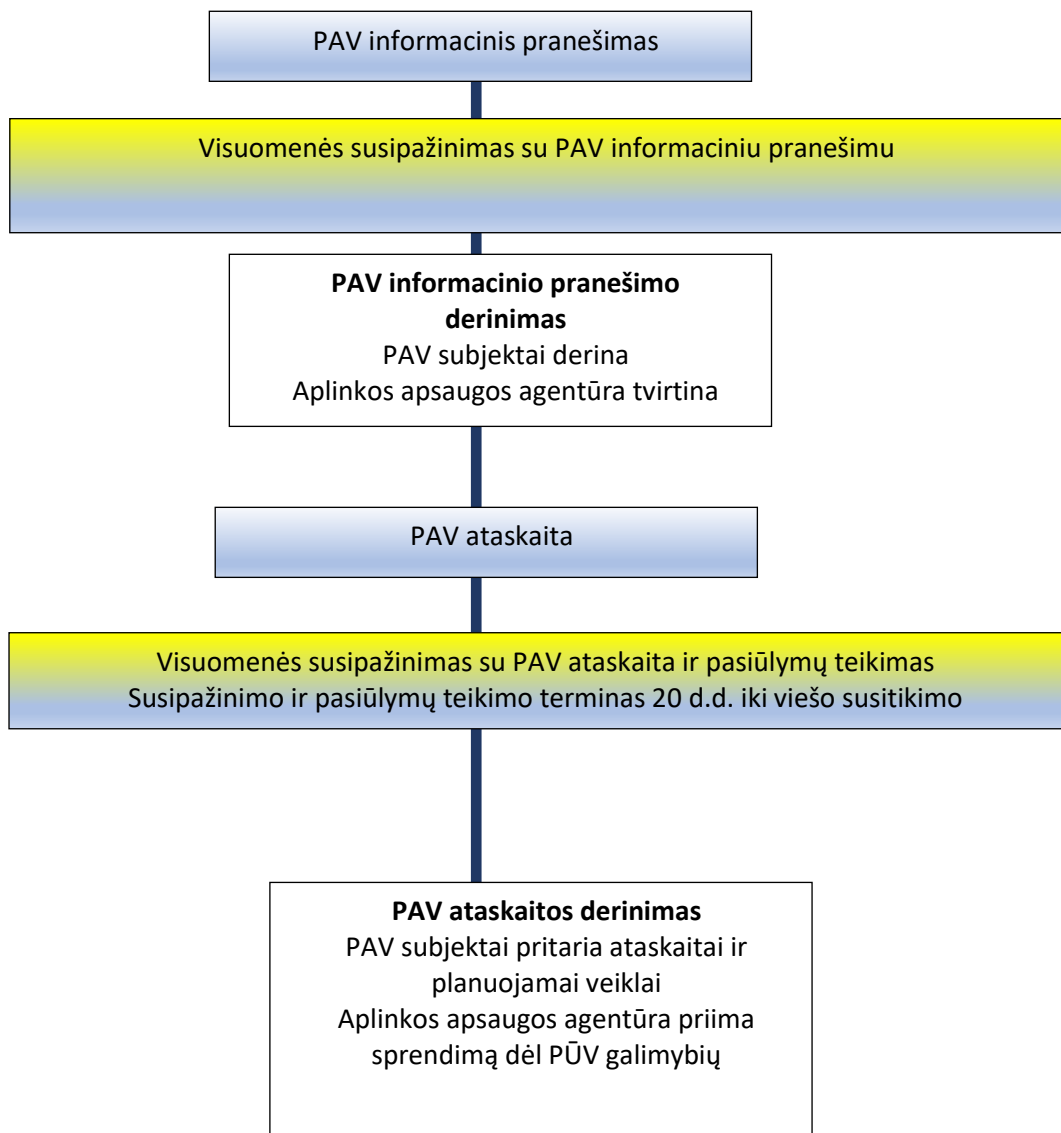 PAV informacinis pranešimas
Visuomenės susipažinimas su PAV informaciniu pranešimu
PAV informacinio pranešimo
derinimas
PAV subjektai derina
Aplinkos apsaugos agentūra tvirtina
PAV ataskaita
Visuomenės susipažinimas su PAV ataskaita ir pasiūlymų teikimas
Susipažinimo ir pasiūlymų teikimo terminas 20 d.d. iki viešo susitikimo
PAV ataskaitos derinimas
PAV subjektai pritaria ataskaitai ir
planuojamai veiklai
Aplinkos apsaugos agentūra priima
sprendimą dėl PŪV galimybių